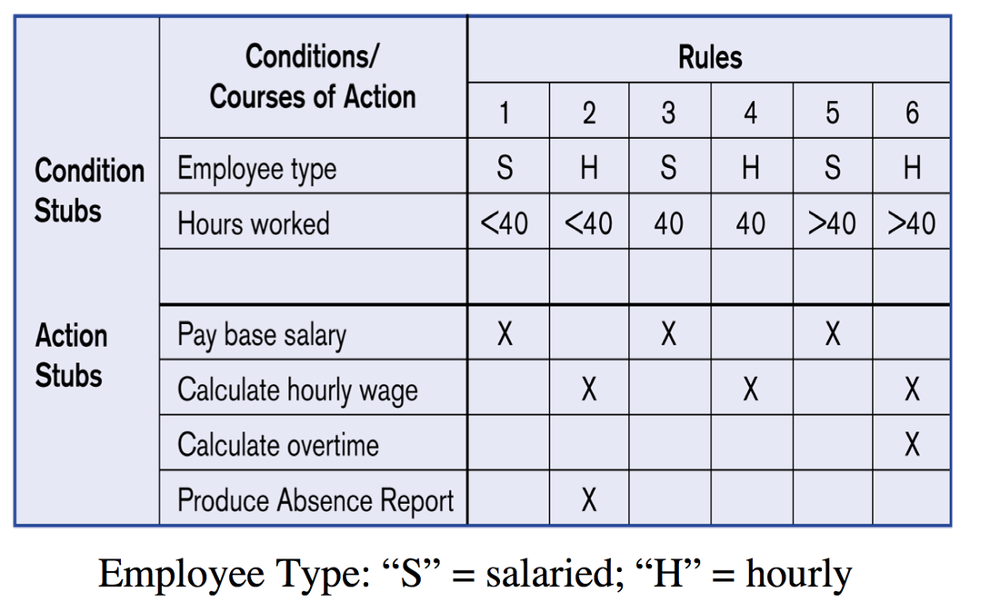 Conditions/
Courses of Action
Rules
1 2 3 4 5 6
Condition
Stubs
Employee type S H S H S H
Hours worked <40 <40 40 40 >40 >40
Action
Stubs
Pay base salary X X X
Calculate hourly wage X X X
Calculate overtime X
Produce Absence Report X
Employee Type: “S” = salaried; “H” = hourly